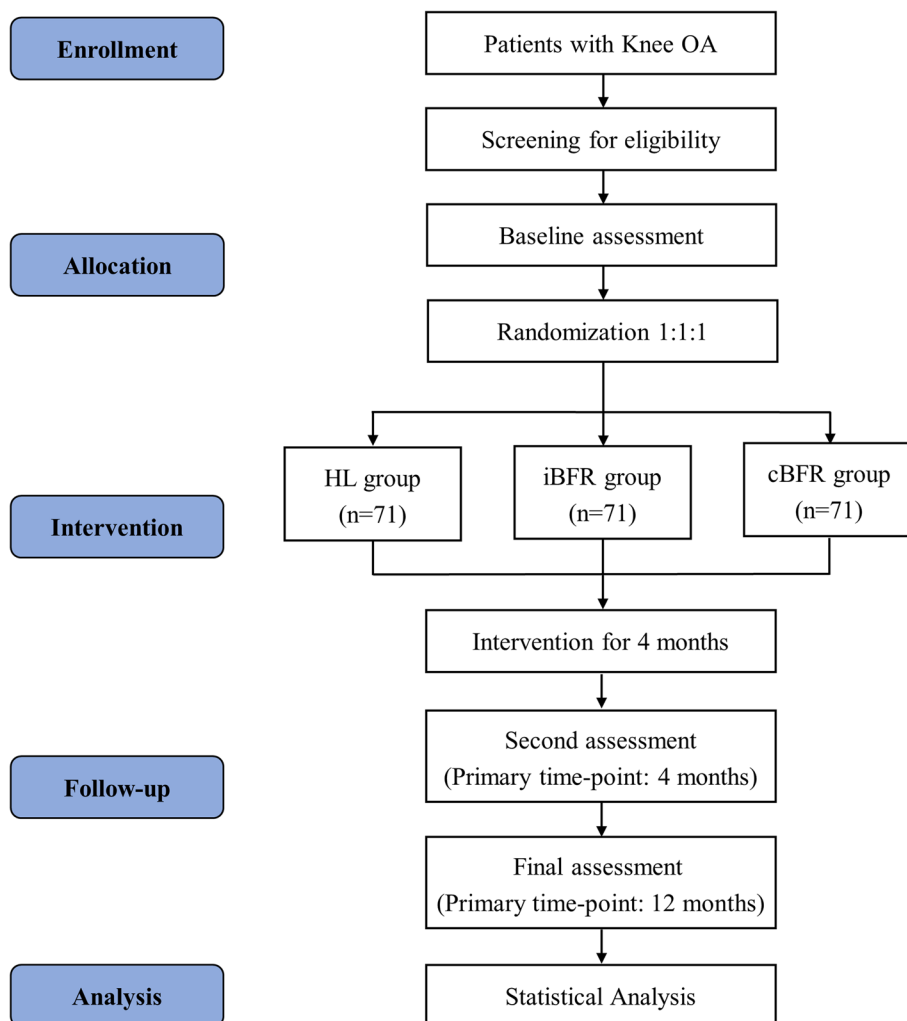 Enrollment
Patients with Knee OA
Screening for eligibility
Allocation
Baseline assessment
Randomization 1:1:1
Intervention
HL group
(n=71)
iBFR group
(n=71)
cBFR group
(n=71)
Intervention for 4 months
Follow-up
Second assessment
(Primary time-point: 4 months)
Final assessment
(Primary time-point: 12 months)
Analysis
Statistical Analysis